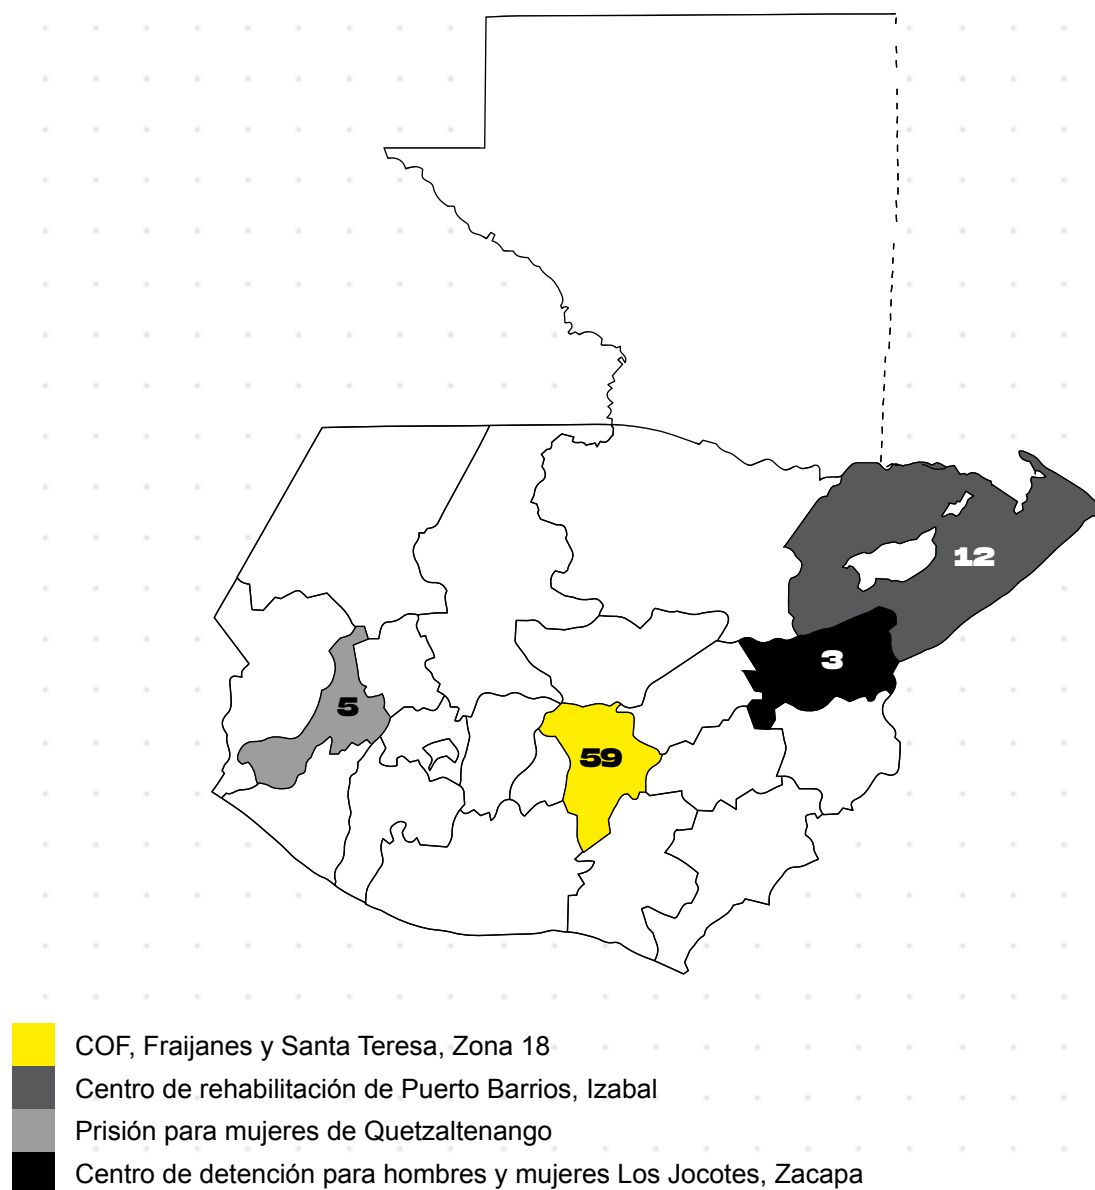 12
3
5
59
COF, Fraijanes y Santa Teresa, Zona 18
Centro de rehabilitación de Puerto Barrios, Izabal
Prisión para mujeres de Quetzaltenango
Centro de detención para hombres y mujeres Los Jocotes, Zacapa